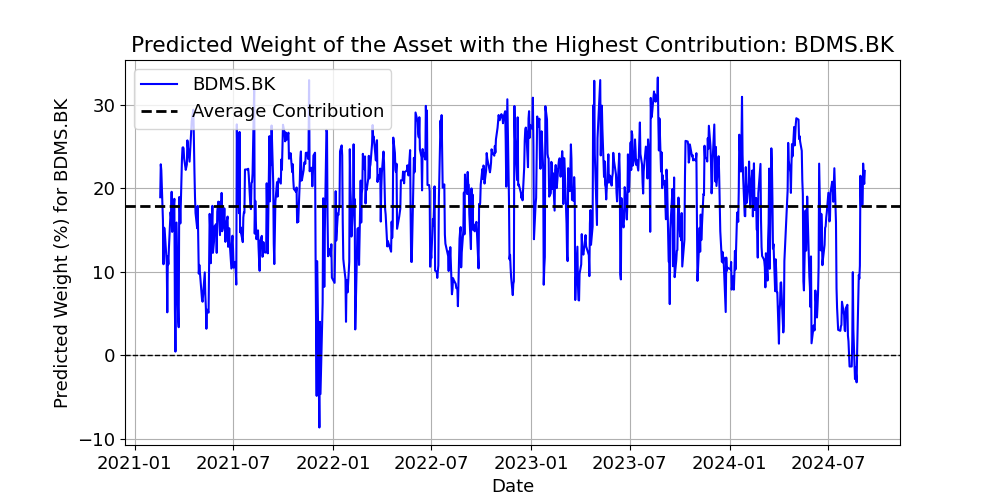 Predicted Weight of the Asset with the Highest Contribution: BDMS.BK
BDMS.BK
Average Contribution
Predicted Weight (%) for BDMS.BK
30
20
10
0
−10
2021-01 2021-07 2022-01 2022-07 2023-01 2023-07 2024-01 2024-07
Date